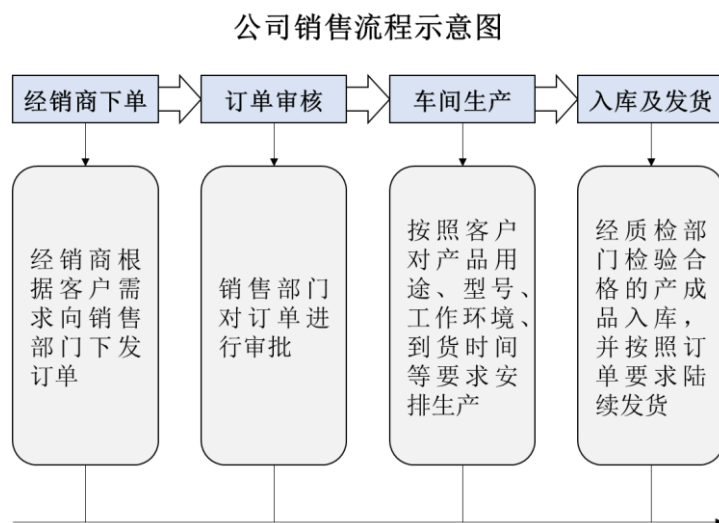 公司销售流程示意图
经销商下单
订单审核
车间生产
入库及发货
经销商根
据客户需
求向销售
部门下发
订单
销售部门
对订单进
行审批
按照客户
对产品用
途、型号、
工作环境、
到货时间
等要求安
排生产
经质检部
门检验合
格的产成
品入库，
并按照订
单要求陆
续发货